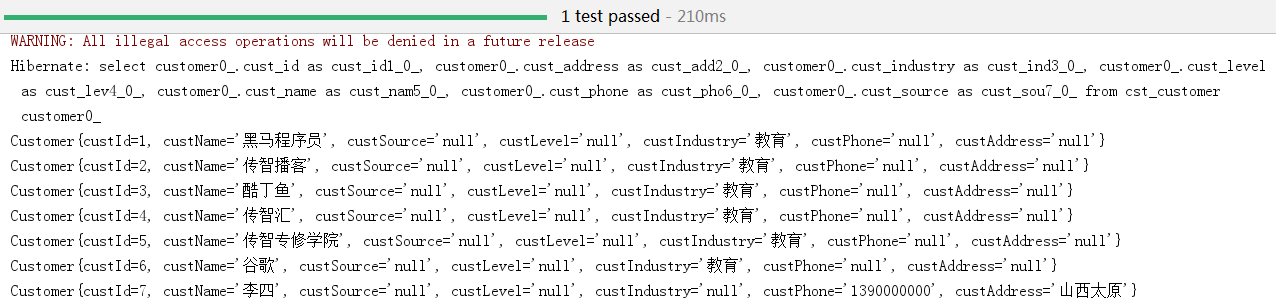 1 test passed - 210ms
WARNING: All illegal access operations will be denied in a future release
Hibernate: select customer0_.cust_id as cust_id1_0_, customer0_.cust_address as cust_add2_0_, customer0_.cust_industry as cust_ind3_0_, customer0_.cust_level
as cust_lev4_0_, customer0_.cust_name as cust_nam5_0_, customer0_.cust_phone as cust_pho6_0_, customer0_.cust_source as cust_sou7_0_ from cst_customer
customer0_
Customer{custId=1, custName='黑马程序员', custSource='null', custLevel='null', custIndustry='教育', custPhone='null', custAddress='null'}
Customer{custId=2, custName='传智播客', custSource='null', custLevel='null', custIndustry='教育', custPhone='null', custAddress='null'}
Customer{custId=3, custName='酷丁鱼', custSource='null', custLevel='null', custIndustry='教育', custPhone='null', custAddress='null'}
Customer{custId=4, custName='传智汇', custSource='null', custLevel='null', custIndustry='教育', custPhone='null', custAddress='null'}
Customer{custId=5, custName='传智专修学院', custSource='null', custLevel='null', custIndustry='教育', custPhone='null', custAddress='null'}
Customer{custId=6, custName='谷歌', custSource='null', custLevel='null', custIndustry='教育', custPhone='null', custAddress='null'}
Customer{custId=7, custName='李四', custSource='null', custLevel='null', custIndustry='null', custPhone='1390000000', custAddress='山西太原'}